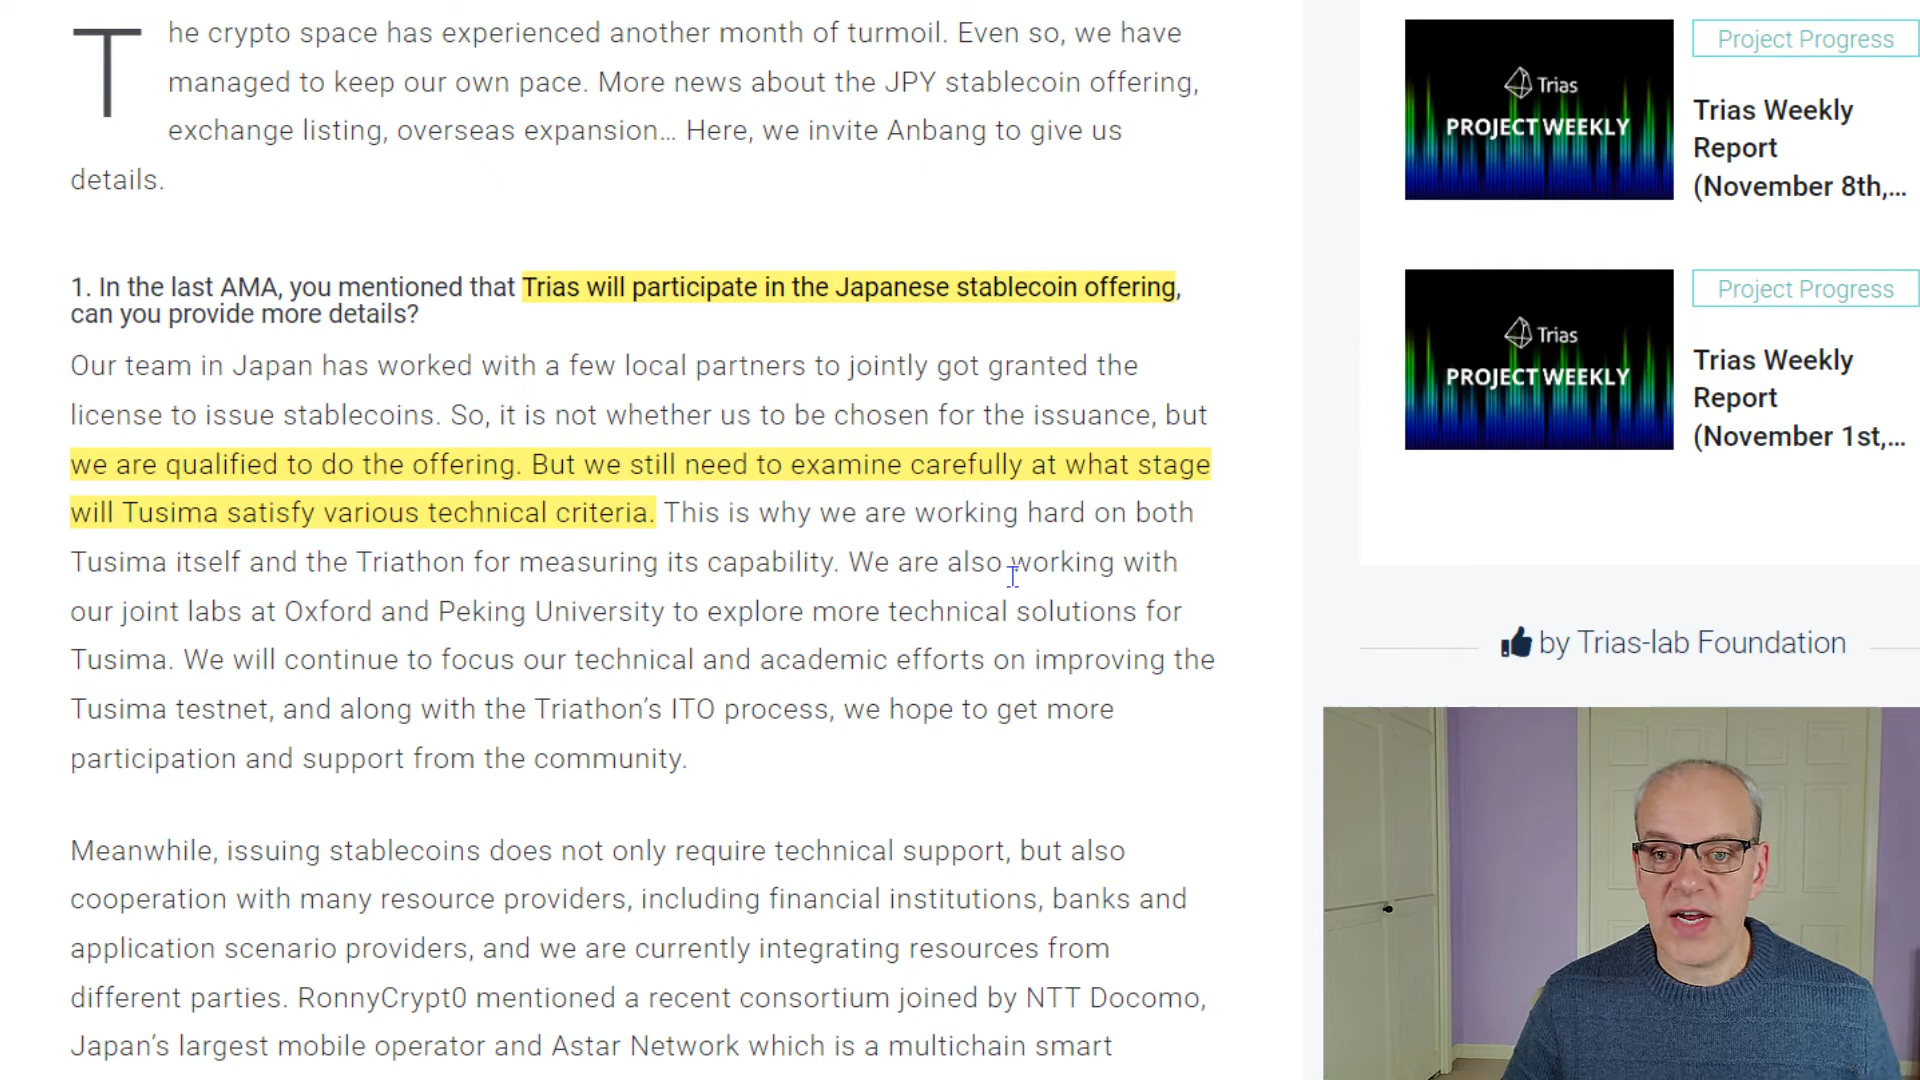 The crypto space has experienced another month of turmoil. Even so, we have
managed to keep our own pace. More news about the JPY stablecoin offering,
exchange listing, overseas expansion... Here, we invite Anbang to give us
details.
1. In the last AMA, you mentioned that Trias will participate in the Japanese stablecoin offering,
can you provide more details?
Our team in Japan has worked with a few local partners to jointly got granted the
license to issue stablecoins. So, it is not whether us to be chosen for the issuance, but
we are qualified to do the offering. But we still need to examine carefully at what stage
will Tusima satisfy various technical criteria. This is why we are working hard on both
Tusima itself and the Triathon for measuring its capability. We are also working with
our joint labs at Oxford and Peking University to explore more technical solutions for
Tusima. We will continue to focus our technical and academic efforts on improving the
Tusima testnet, and along with the Triathon’s ITO process, we hope to get more
participation and support from the community.
Meanwhile, issuing stablecoins does not only require technical support, but also
cooperation with many resource providers, including financial institutions, banks and
application scenario providers, and we are currently integrating resources from
different parties. RonnyCrypt0 mentioned a recent consortium joined by NTT Docomo,
Japan’s largest mobile operator and Astar Network which is a multichain smart
Trias
PROJECT WEEKLY
Project Progress
Trias Weekly
Report
(November 8th,...
Trias
PROJECT WEEKLY
Project Progress
Trias Weekly
Report
(November 1st,...
by Trias-lab Foundation